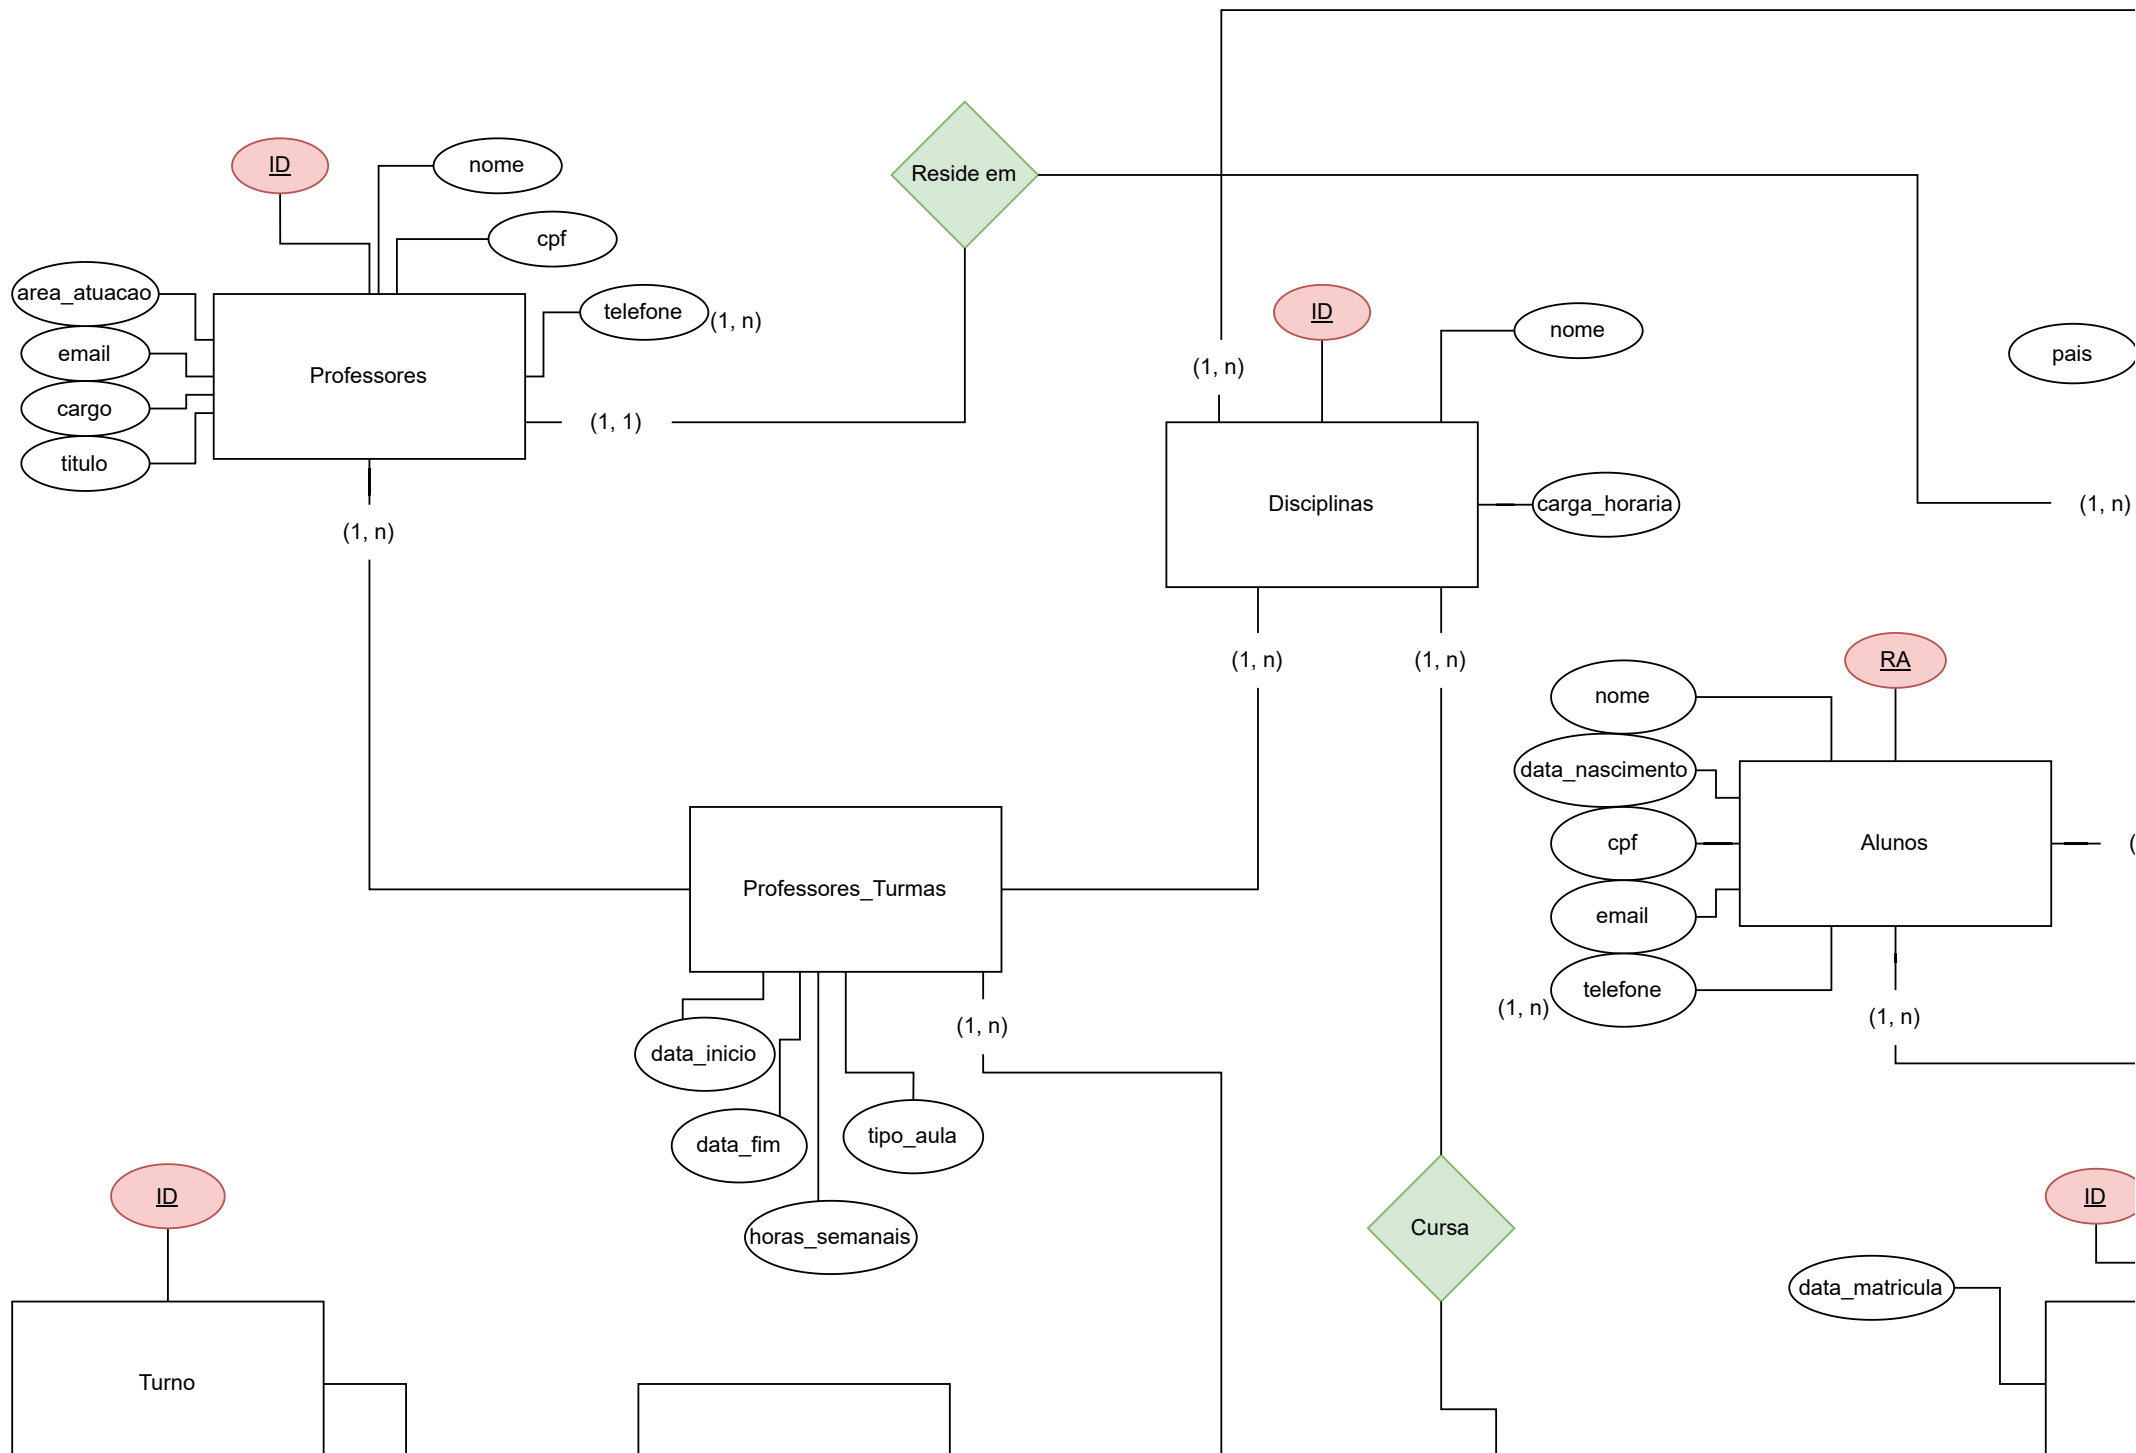 Reside em
ID
nome
cpf
area_atuacao
telefone
(1, n)
email
Professores
cargo
(1, 1)
titulo
(1, n)
ID
nome
(1, n)
pais
Disciplinas
carga_horaria
(1, n)
(1, n)
(1, n)
RA
nome
data_nascimento
cpf
Alunos
(
email
telefone
(1, n)
(1, n)
Professores_Turmas
data_inicio
(1, n)
data_fim
tipo_aula
horas_semanais
ID
Turno
Cursa
ID
data_matricula